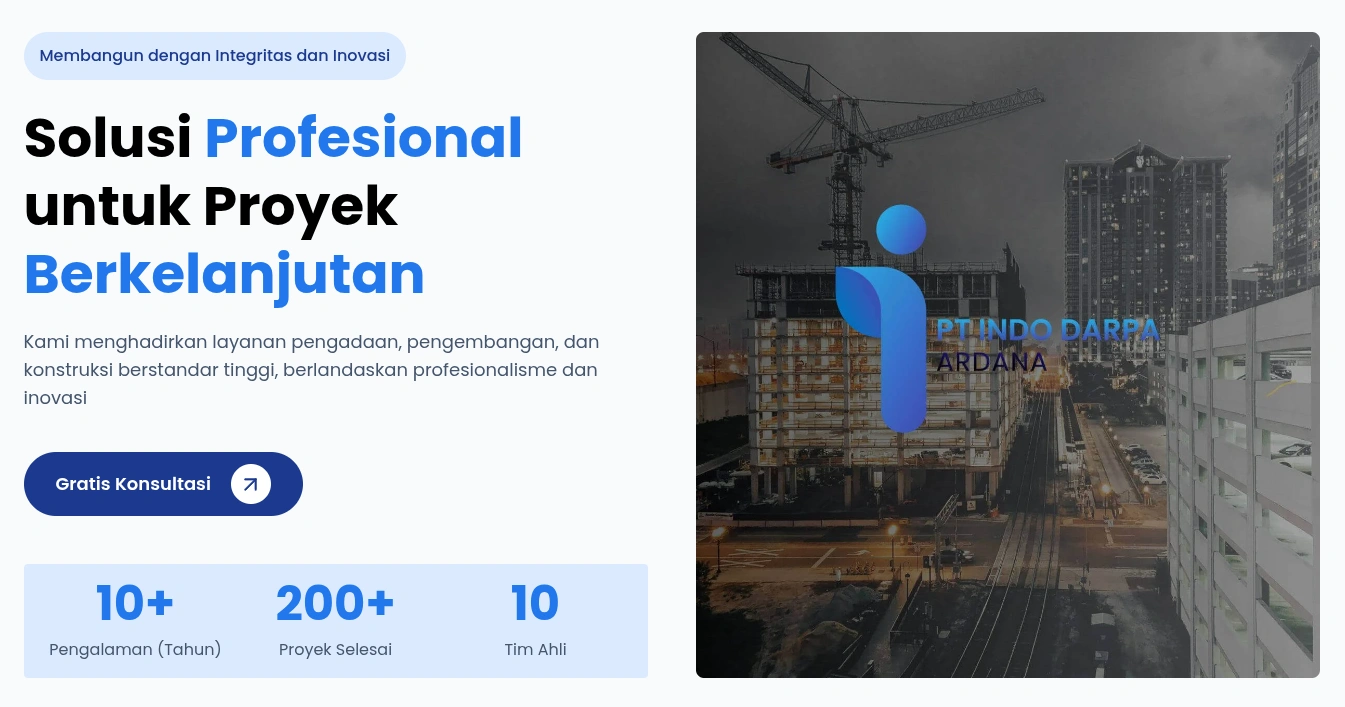 Membangun dengan Integritas dan Inovasi
Solusi Profesional
untuk Proyek
Berkelanjutan
Kami menghadirkan layanan pengadaan, pengembangan, dan
konstruksi berstandar tinggi, berlandaskan profesionalisme dan
inovasi
Gratis Konsultasi
10+
Pengalaman (Tahun)
200+
Proyek Selesai
10
Tim Ahli
PT INDO DARPA
ARDANA